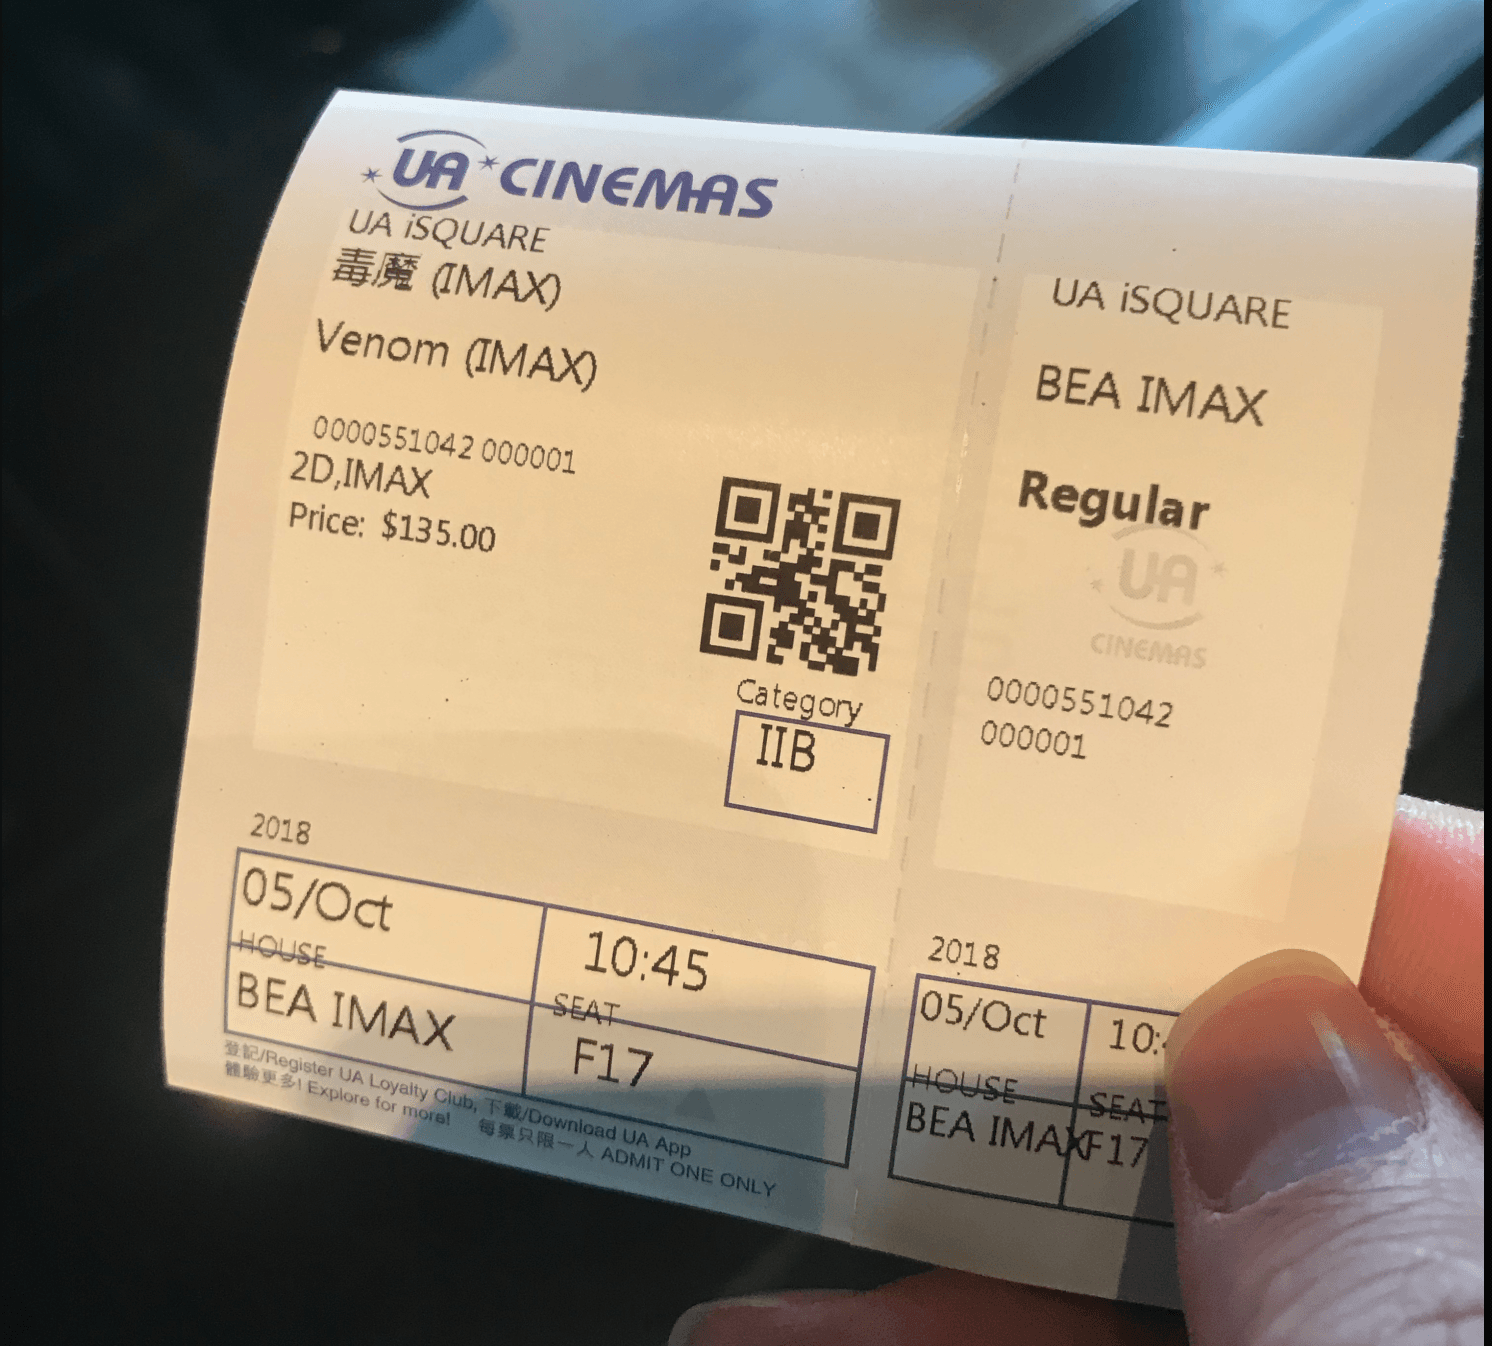 UA CINEMAS
UA iSQUARE
毒魔 (IMAX)
Venom (IMAX)
0000551042 000001
2D,IMAX
Price: $135.00
Category
IIB
2018
05/Oct
10:45
HOUSE
SEAT
BEA IMAX
F17
登記/Register UA Loyalty Club, 下載/Download UA App
體驗更多! Explore for more!
每票只限一人 ADMIT ONE ONLY
UA iSQUARE
BEA IMAX
Regular
UA
CINEMAS
0000551042
000001
2018
05/Oct
10:
HOUSE
SEAT
BEA IMAX
F17